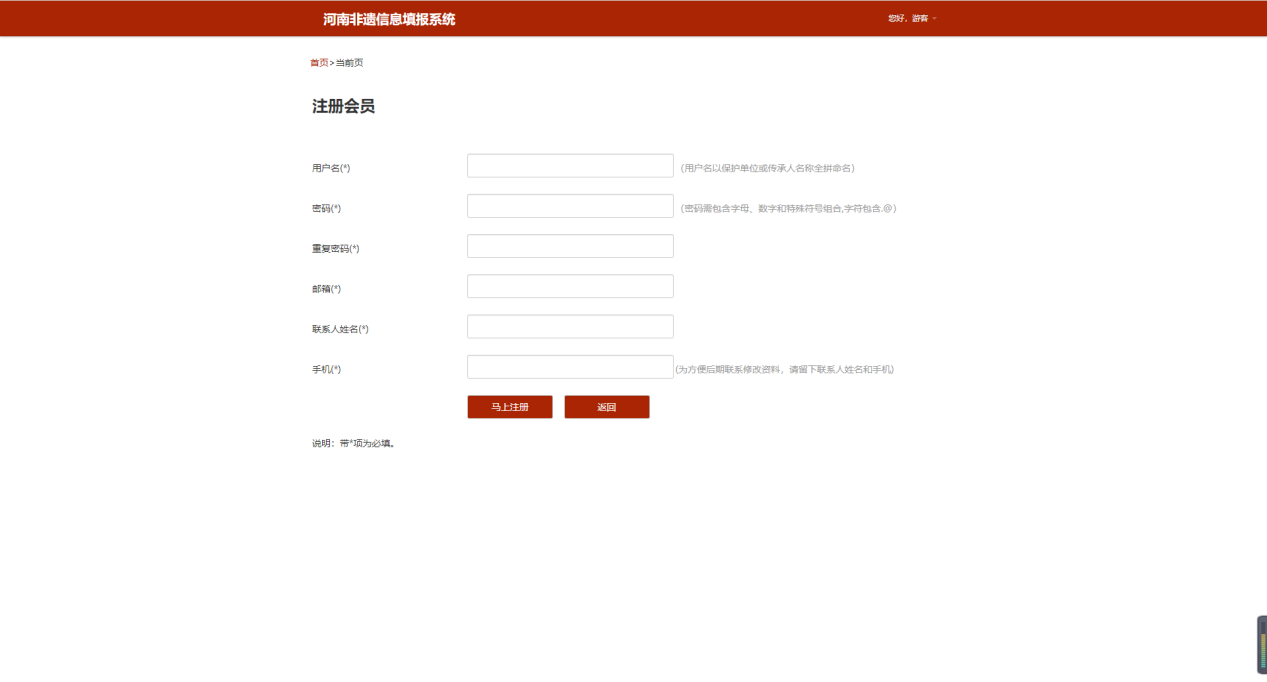 河南非遗信息填报系统 您好，游客
首页>当前页
注册会员
用户名(*) (用户名以保护单位或传承人名称全拼命名)
密码(*) (密码需包含字母、数字和特殊符号组合,字符包含.@)
重复密码(*)
邮箱(*)
联系人姓名(*)
手机(*) (为方便后期联系修改资料，请留下联系人姓名和手机)
马上注册 返回
说明：带*项为必填。